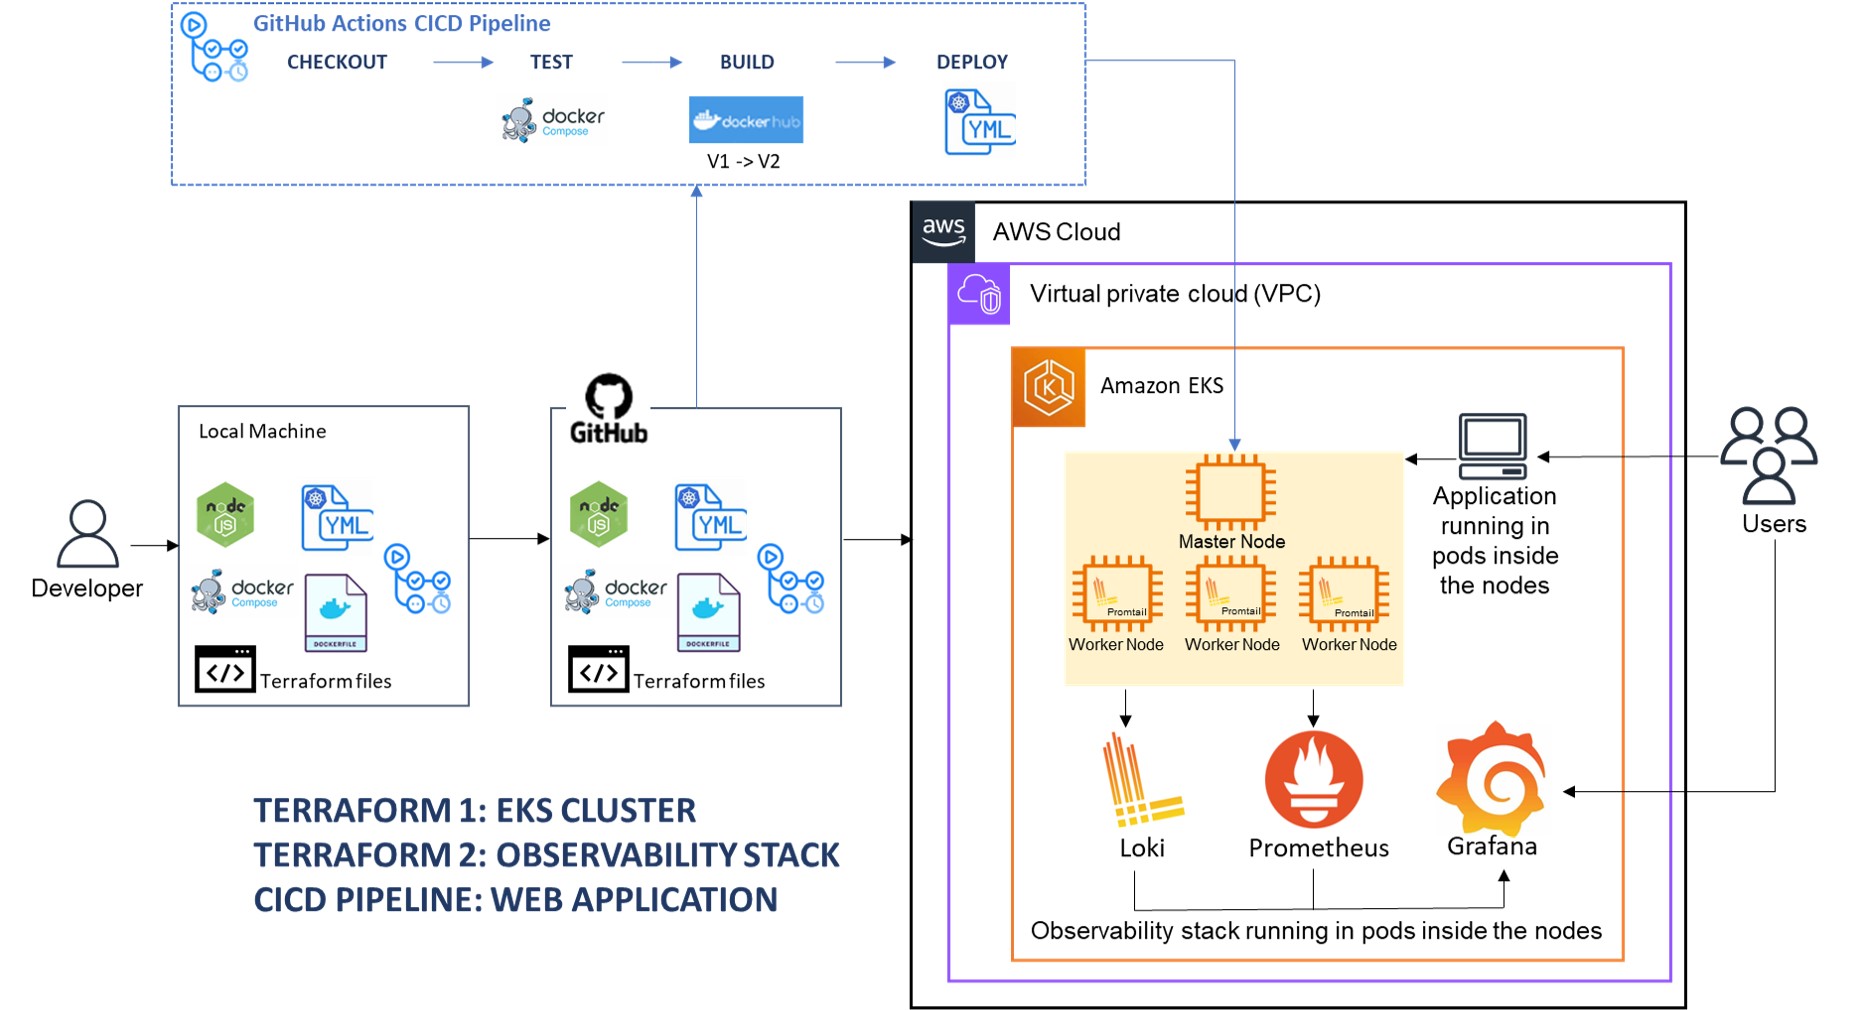 GitHub Actions CICD Pipeline
CHECKOUT
TEST
BUILD
DEPLOY
docker
Compose
dockerhub
YML
V1 -> V2
aws
AWS Cloud
Virtual private cloud (VPC)
K
Amazon EKS
Local Machine
node
JS
YML
docker
Compose
DOCKERFILE
</>
Terraform files
Developer
GitHub
node
JS
YML
docker
Compose
DOCKERFILE
</>
Terraform files
Master Node
Promtail
Promtail
Promtail
Worker Node
Worker Node
Worker Node
Application
running in
pods inside
the nodes
Users
Loki
Prometheus
Grafana
Observability stack running in pods inside the nodes
TERRAFORM 1: EKS CLUSTER
TERRAFORM 2: OBSERVABILITY STACK
CICD PIPELINE: WEB APPLICATION